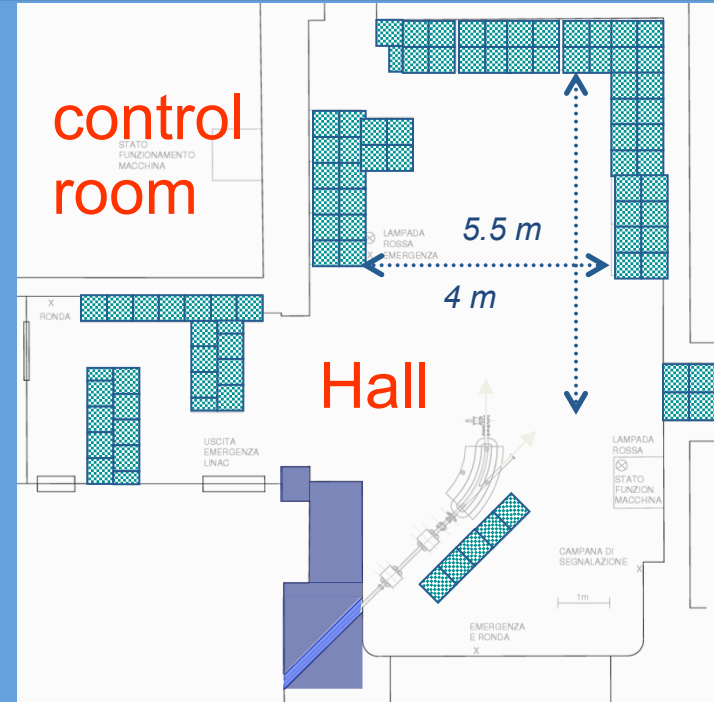 control
room
STATO
FUNZIONAMENTO
MACCHINA
LAMPADA
ROSSA
X EMERGENZA
5.5 m
4 m
X
RONDA
Hall
USCITA
EMERGENZA
LINAC
LAMPADA
ROSSA
STATO
FUNZION.
MACCHINA
CAMPANA DI
SEGNALAZIONE
X
1m
EMERGENZA
E RONDA
X